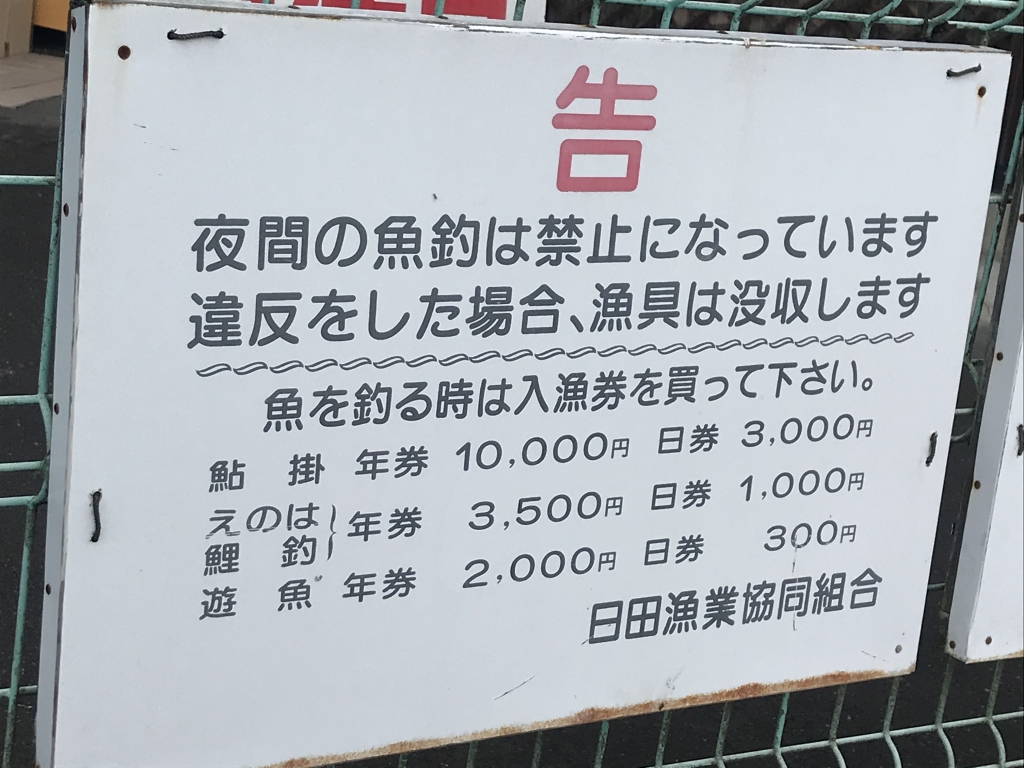 告
夜間の魚釣は禁止になっています
違反をした場合、漁具は没収します
魚を釣る時は入漁券を買って下さい。
鮎掛 年券 10,000円 日券 3,000円
えのは
鯉釣 } 年券 3,500円 日券 1,000円
遊魚 年券 2,000円 日券 300円
日田漁業協同組合